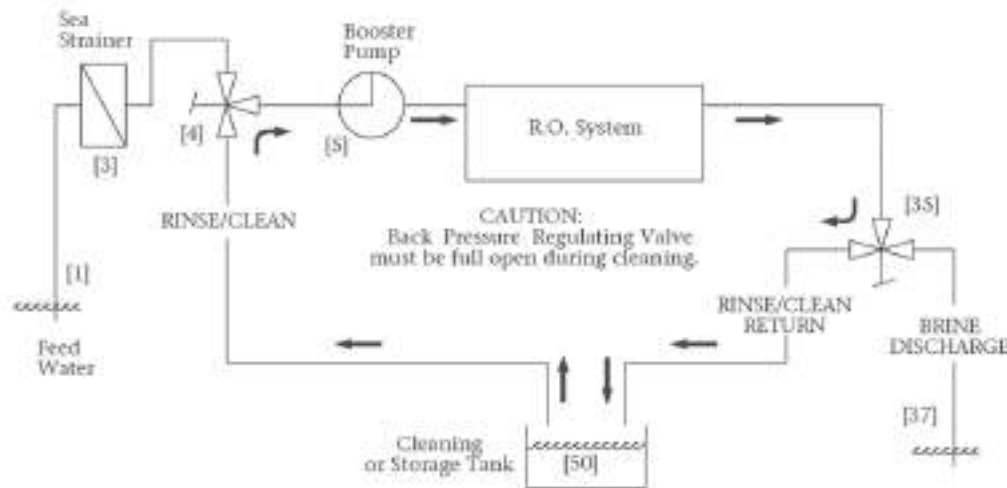 Sea
Strainer
[3]
[4]
Booster
Pump
[5]
R.O. System
RINSE/CLEAN
CAUTION:
Back Pressure Regulating Valve
must be full open during cleaning.
[35]
[1]
Feed
Water
RINSE/CLEAN
RETURN
BRINE
DISCHARGE
[37]
Cleaning
or Storage Tank
[50]